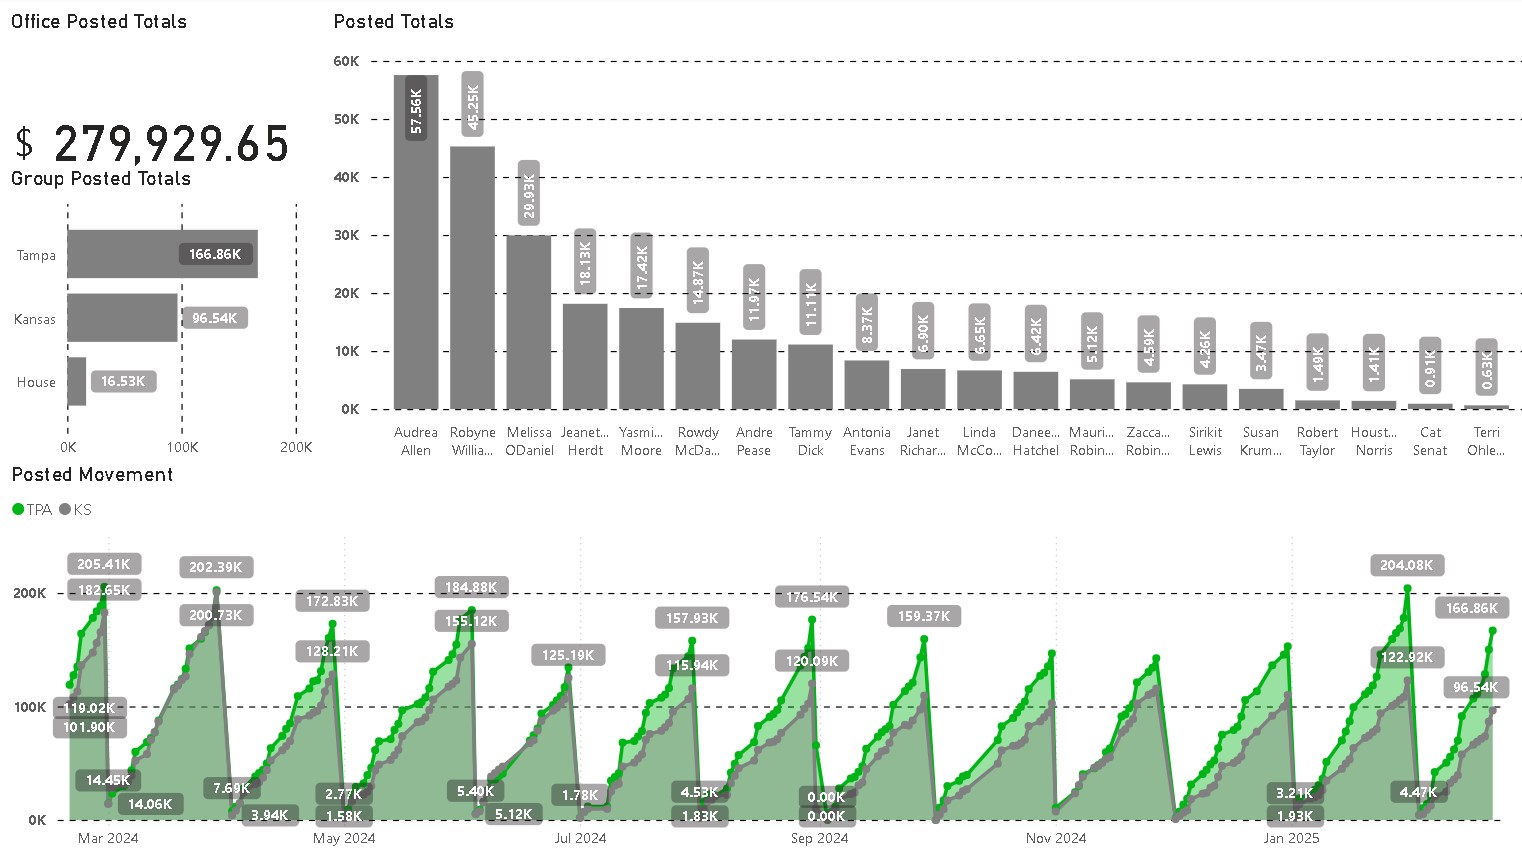 Office Posted Totals
$ 279,929.65
Group Posted Totals
Tampa 166.86K
Kansas 96.54K
House 16.53K
0K 100K 200K
Posted Totals
60K
50K
40K
30K
20K
10K
0K
57.56K 45.25K 29.93K 18.13K 17.42K 14.87K 11.97K 11.11K 8.37K 6.90K 6.65K 6.42K 5.12K 4.59K 4.26K 3.47K 1.49K 1.41K 0.91K 0.63K
Audrea Robyne Melissa Jeanet... Yasmi... Rowdy Andre Tammy Antonia Janet Linda Danee... Mauri... Zacca... Sirikit Susan Robert Houst... Cat Terri
Allen Willia... ODaniel Herdt Moore McDa... Pease Dick Evans Richar... McCo... Hatchel Robin... Robin... Lewis Krum... Taylor Norris Senat Ohle...
Posted Movement
TPA KS
200K
100K
0K
205.41K
182.65K
119.02K
101.90K
14.45K
14.06K
202.39K
200.73K
7.69K
3.94K
172.83K
128.21K
2.77K
1.58K
184.88K
155.12K
5.40K
5.12K
125.19K
1.78K
157.93K
115.94K
4.53K
1.83K
176.54K
120.09K
0.00K
0.00K
159.37K
3.21K
1.93K
204.08K
122.92K
4.47K
166.86K
96.54K
Mar 2024 May 2024 Jul 2024 Sep 2024 Nov 2024 Jan 2025